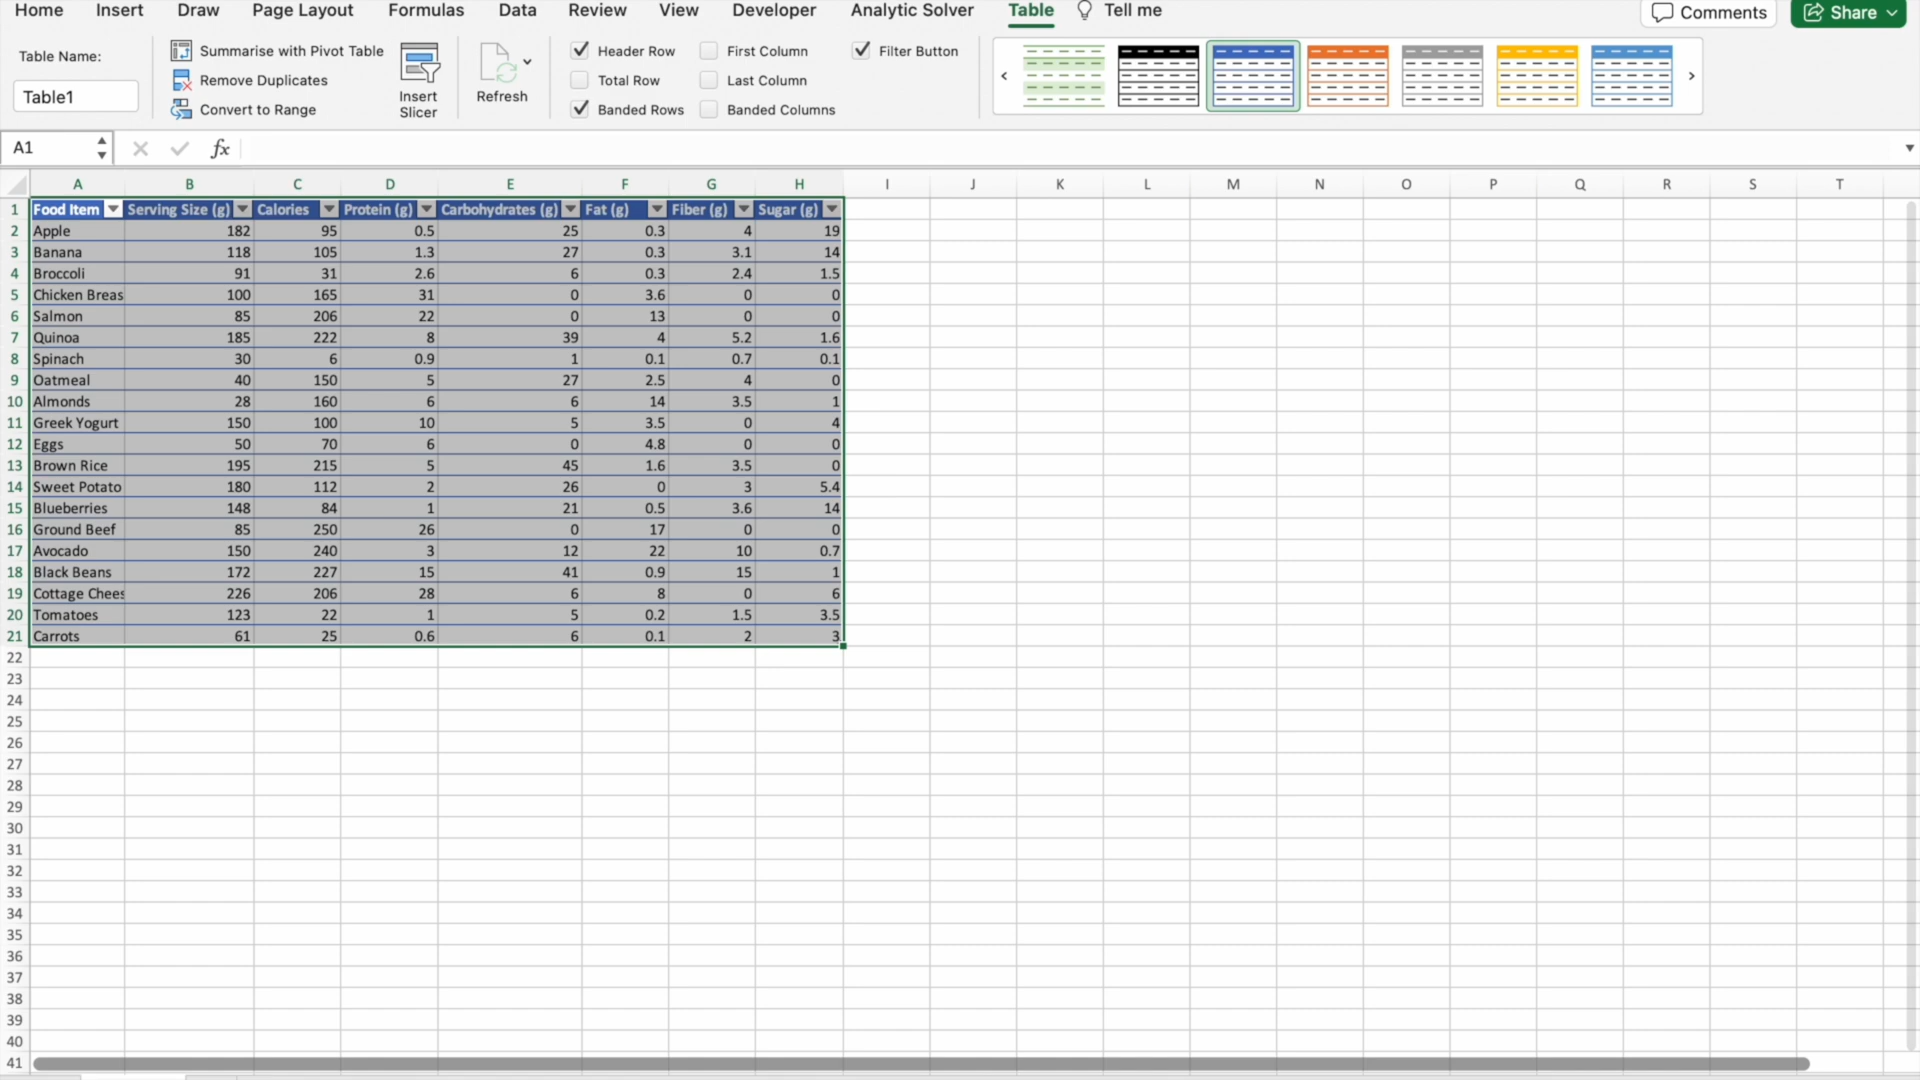 Home Insert Draw Page Layout Formulas Data Review View Developer Analytic Solver Table Tell me Comments Share
Table Name:
Table1
Summarise with Pivot Table
Remove Duplicates
Convert to Range
Insert
Slicer
Refresh
Header Row First Column Filter Button
Total Row Last Column
Banded Rows Banded Columns
A1 fx
A B C D E F G H I J K L M N O P Q R S T
1 Food Item Serving Size (g) Calories Protein (g) Carbohydrates (g) Fat (g) Fiber (g) Sugar (g)
2 Apple 182 95 0.5 25 0.3 4 19
3 Banana 118 105 1.3 27 0.3 3.1 14
4 Broccoli 91 31 2.6 6 0.3 2.4 1.5
5 Chicken Breas 100 165 31 0 3.6 0 0
6 Salmon 85 206 22 0 13 0 0
7 Quinoa 185 222 8 39 4 5.2 1.6
8 Spinach 30 6 0.9 1 0.1 0.7 0.1
9 Oatmeal 40 150 5 27 2.5 4 0
10 Almonds 28 160 6 6 14 3.5 1
11 Greek Yogurt 150 100 10 5 3.5 0 4
12 Eggs 50 70 6 0 4.8 0 0
13 Brown Rice 195 215 5 45 1.6 3.5 0
14 Sweet Potato 180 112 2 26 0 3 5.4
15 Blueberries 148 84 1 21 0.5 3.6 14
16 Ground Beef 85 250 26 0 17 0 0
17 Avocado 150 240 3 12 22 10 0.7
18 Black Beans 172 227 15 41 0.9 15 1
19 Cottage Chees 226 206 28 6 8 0 6
20 Tomatoes 123 22 1 5 0.2 1.5 3.5
21 Carrots 61 25 0.6 6 0.1 2 3
22
23
24
25
26
27
28
29
30
31
32
33
34
35
36
37
38
39
40
41